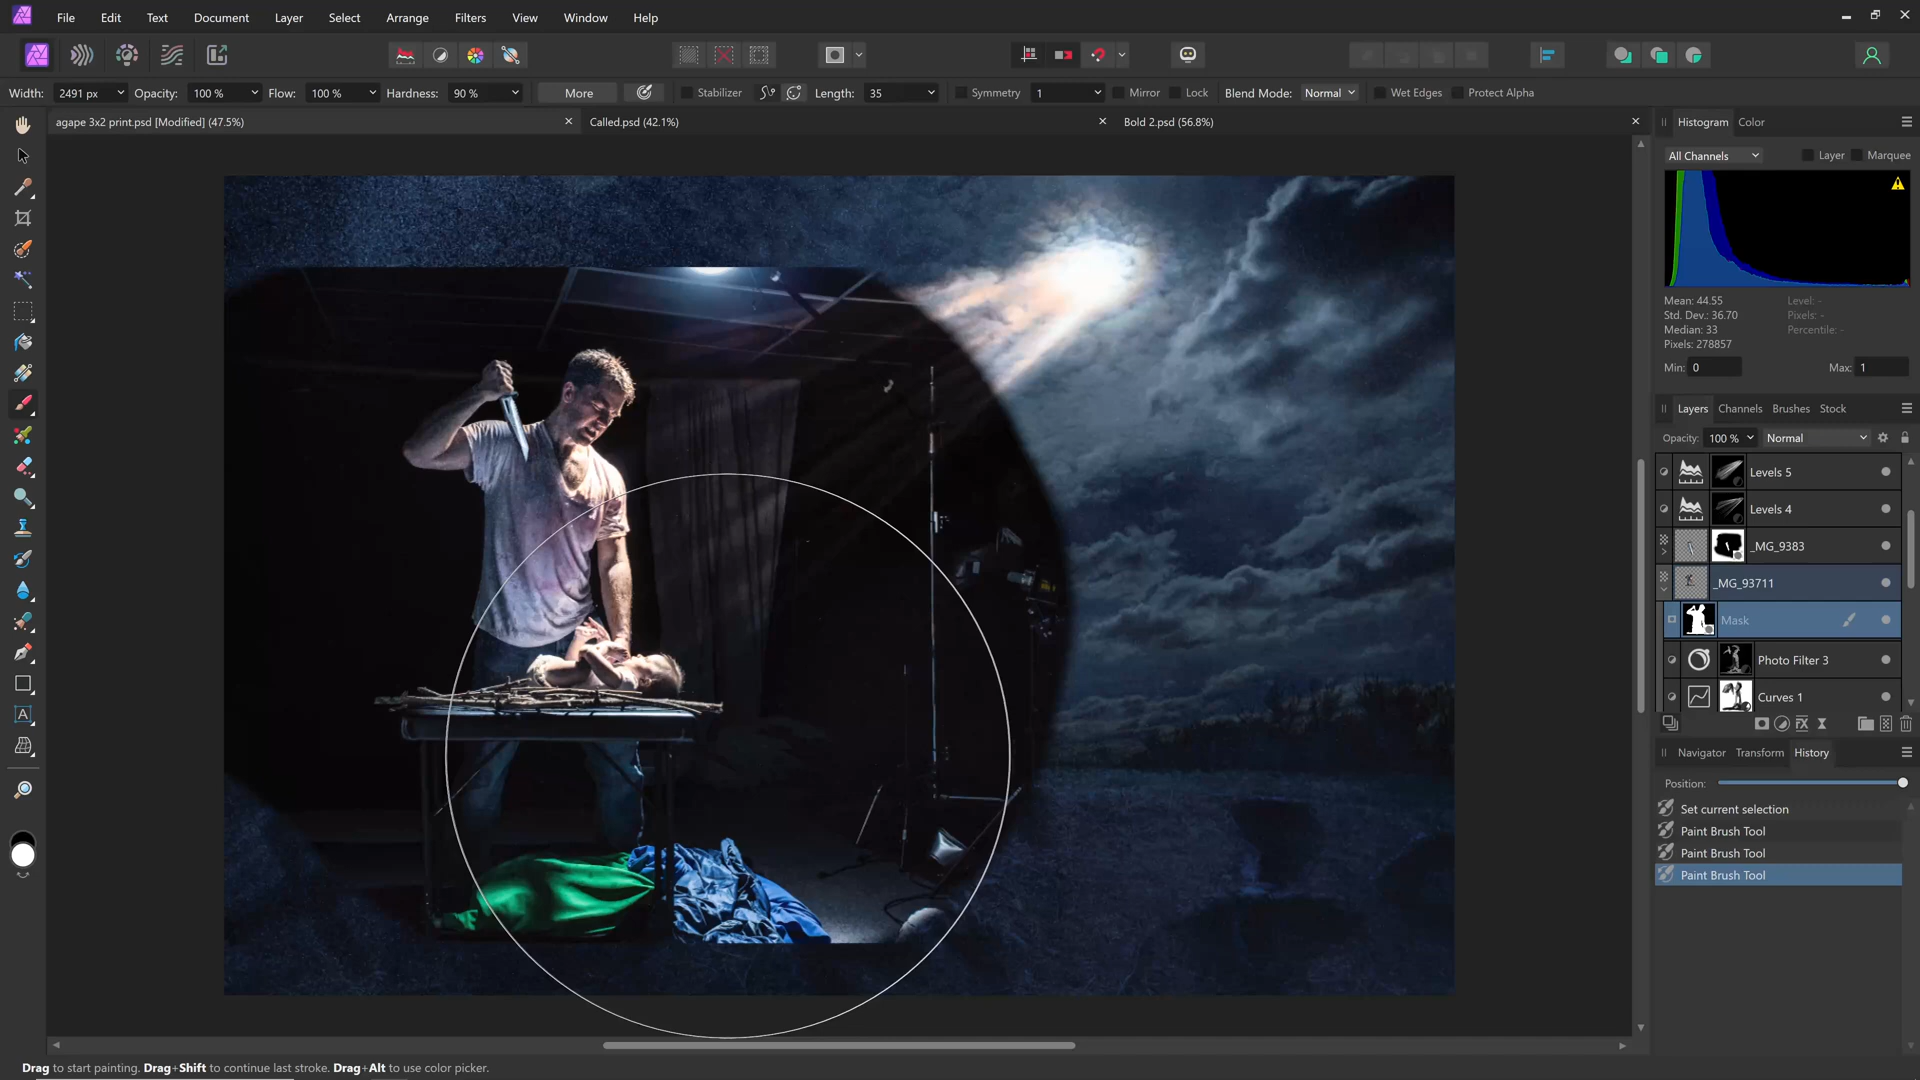 File Edit Text Document Layer Select Arrange Filters View Window Help
Width: 2491 px Opacity: 100 % Flow: 100 % Hardness: 90 % More Stabilizer Length: 35 Symmetry 1 Mirror Lock Blend Mode: Normal Wet Edges Protect Alpha
agape 3x2 print.psd [Modified] (47.5%) Called.psd (42.1%) Bold 2.psd (56.8%)
Histogram Color
All Channels Layer Marquee
Mean: 44.55 Level: -
Std. Dev.: 36.70 Pixels: -
Median: 33 Percentile: -
Pixels: 278857
Min: 0 Max: 1
Layers Channels Brushes Stock
Opacity: 100 % Normal
Levels 5
Levels 4
_MG_9383
_MG_93711
Mask
Photo Filter 3
Curves 1
Navigator Transform History
Position:
Set current selection
Paint Brush Tool
Paint Brush Tool
Paint Brush Tool
Drag to start painting. Drag+Shift to continue last stroke. Drag+Alt to use color picker.